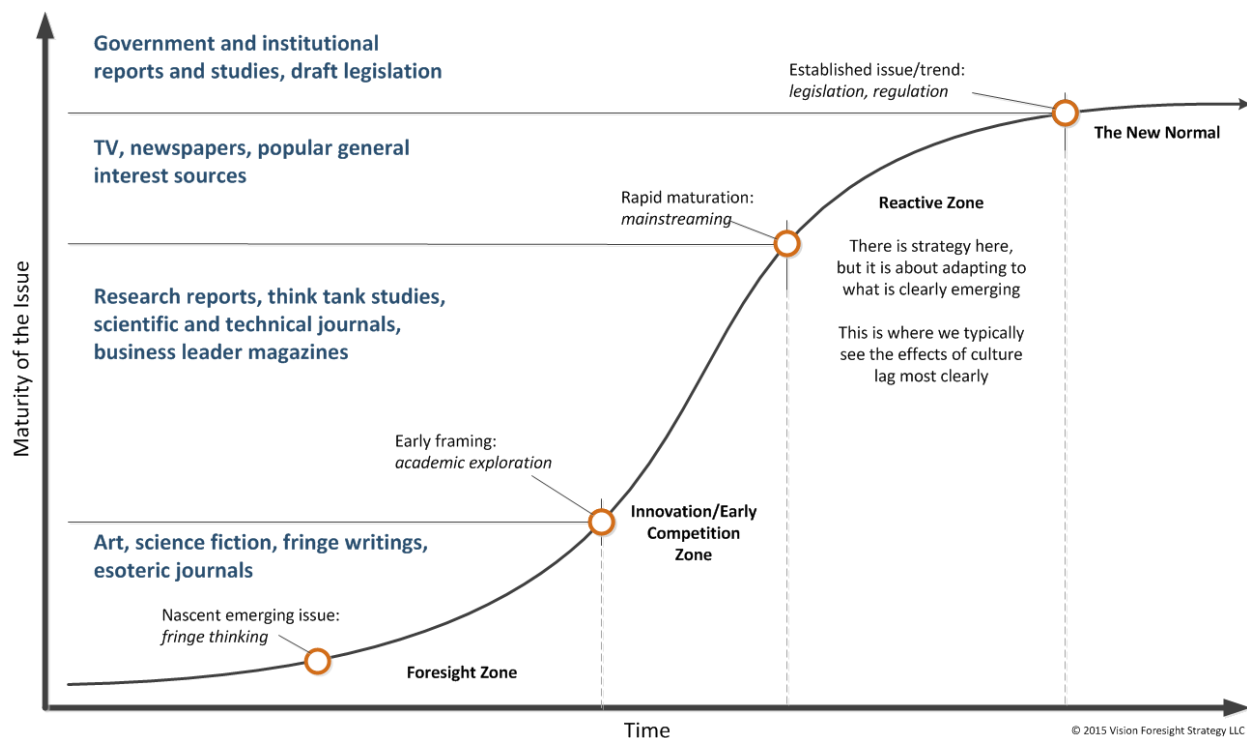 Government and institutional
reports and studies, draft legislation
Established issue/trend:
legislation, regulation
The New Normal
TV, newspapers, popular general
interest sources
Rapid maturation:
mainstreaming
Reactive Zone
There is strategy here,
but it is about adapting to
what is clearly emerging
This is where we typically
see the effects of culture
lag most clearly
Research reports, think tank studies,
scientific and technical journals,
business leader magazines
Maturity of the Issue
Early framing:
academic exploration
Innovation/Early
Competition
Zone
Art, science fiction, fringe writings,
esoteric journals
Nascent emerging issue:
fringe thinking
Foresight Zone
Time
© 2015 Vision Foresight Strategy LLC